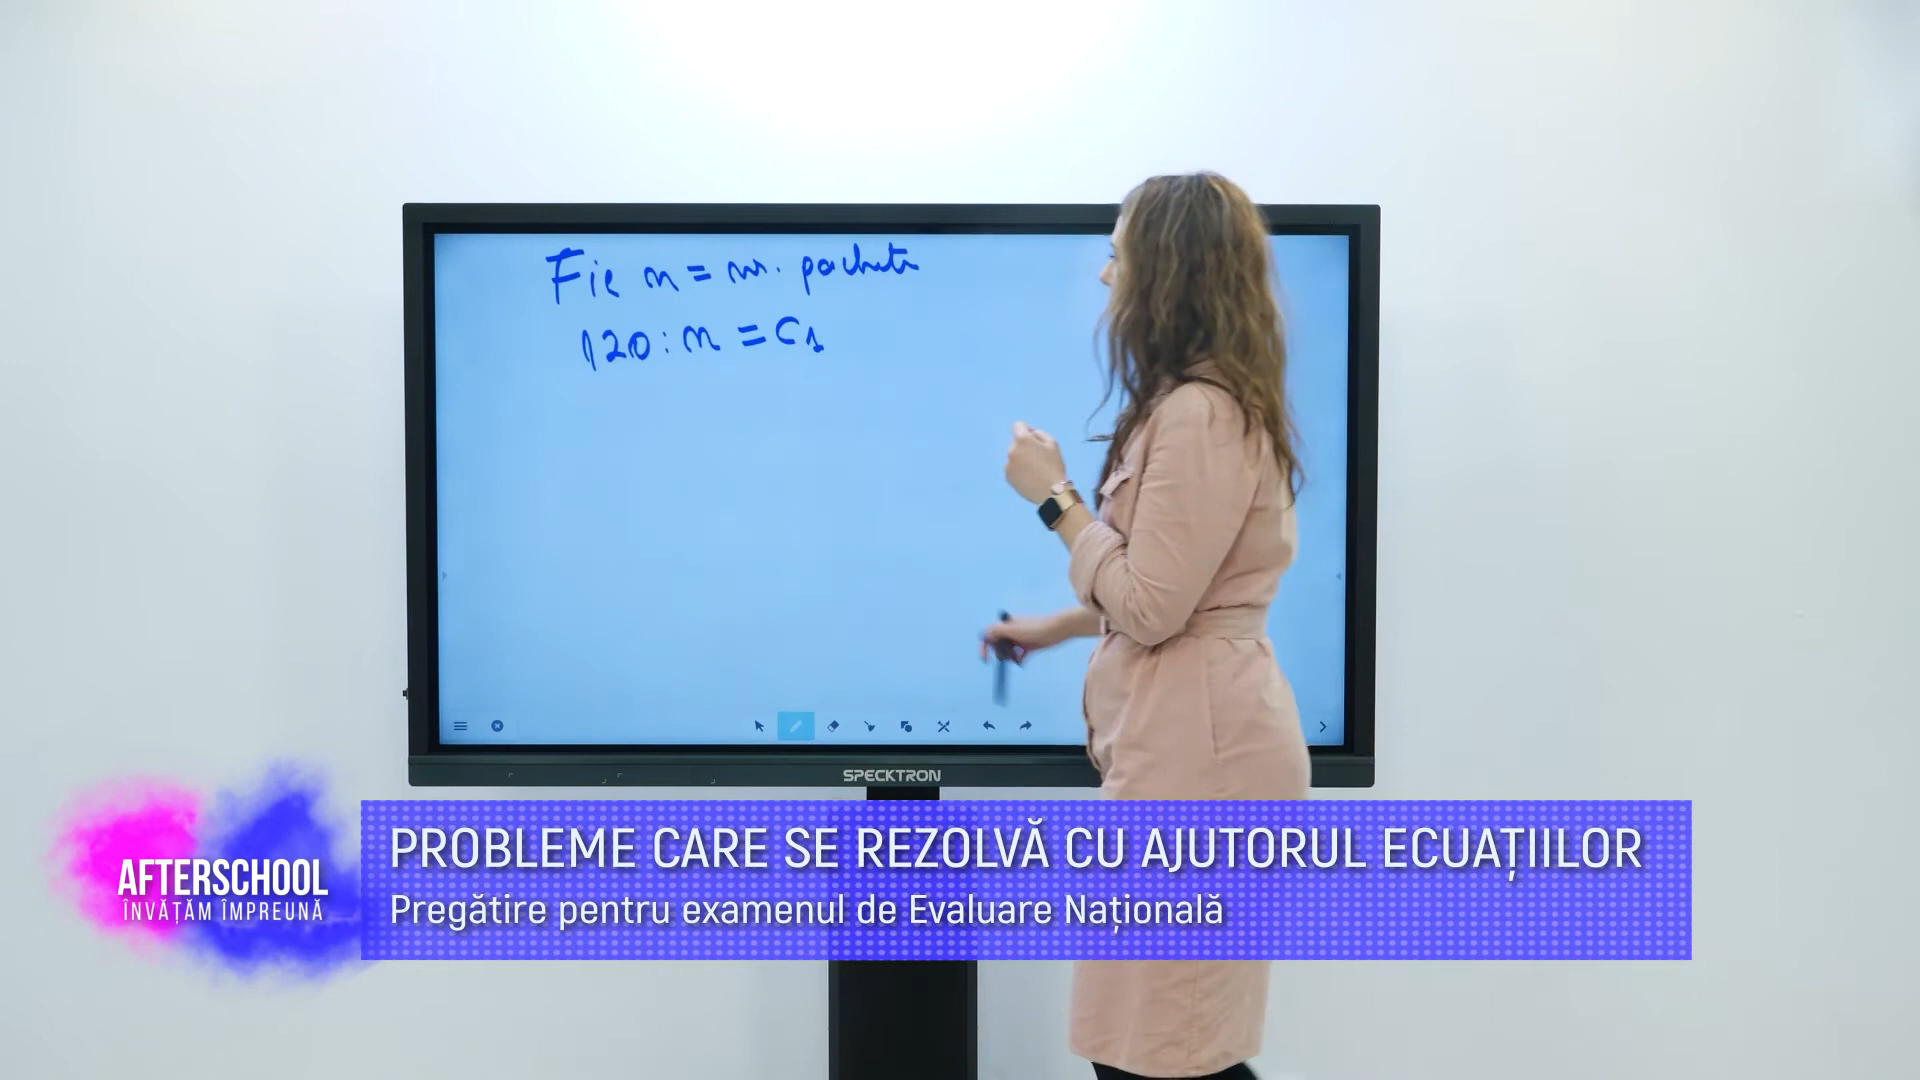 Fie n = nr. pachete
120 : n = C1
SPECKTRON
PROBLEME CARE SE REZOLVĂ CU AJUTORUL ECUAȚIILOR
Pregătire pentru examenul de Evaluare Națională
AFTERSCHOOL
ÎNVĂȚĂM ÎMPREUNĂ